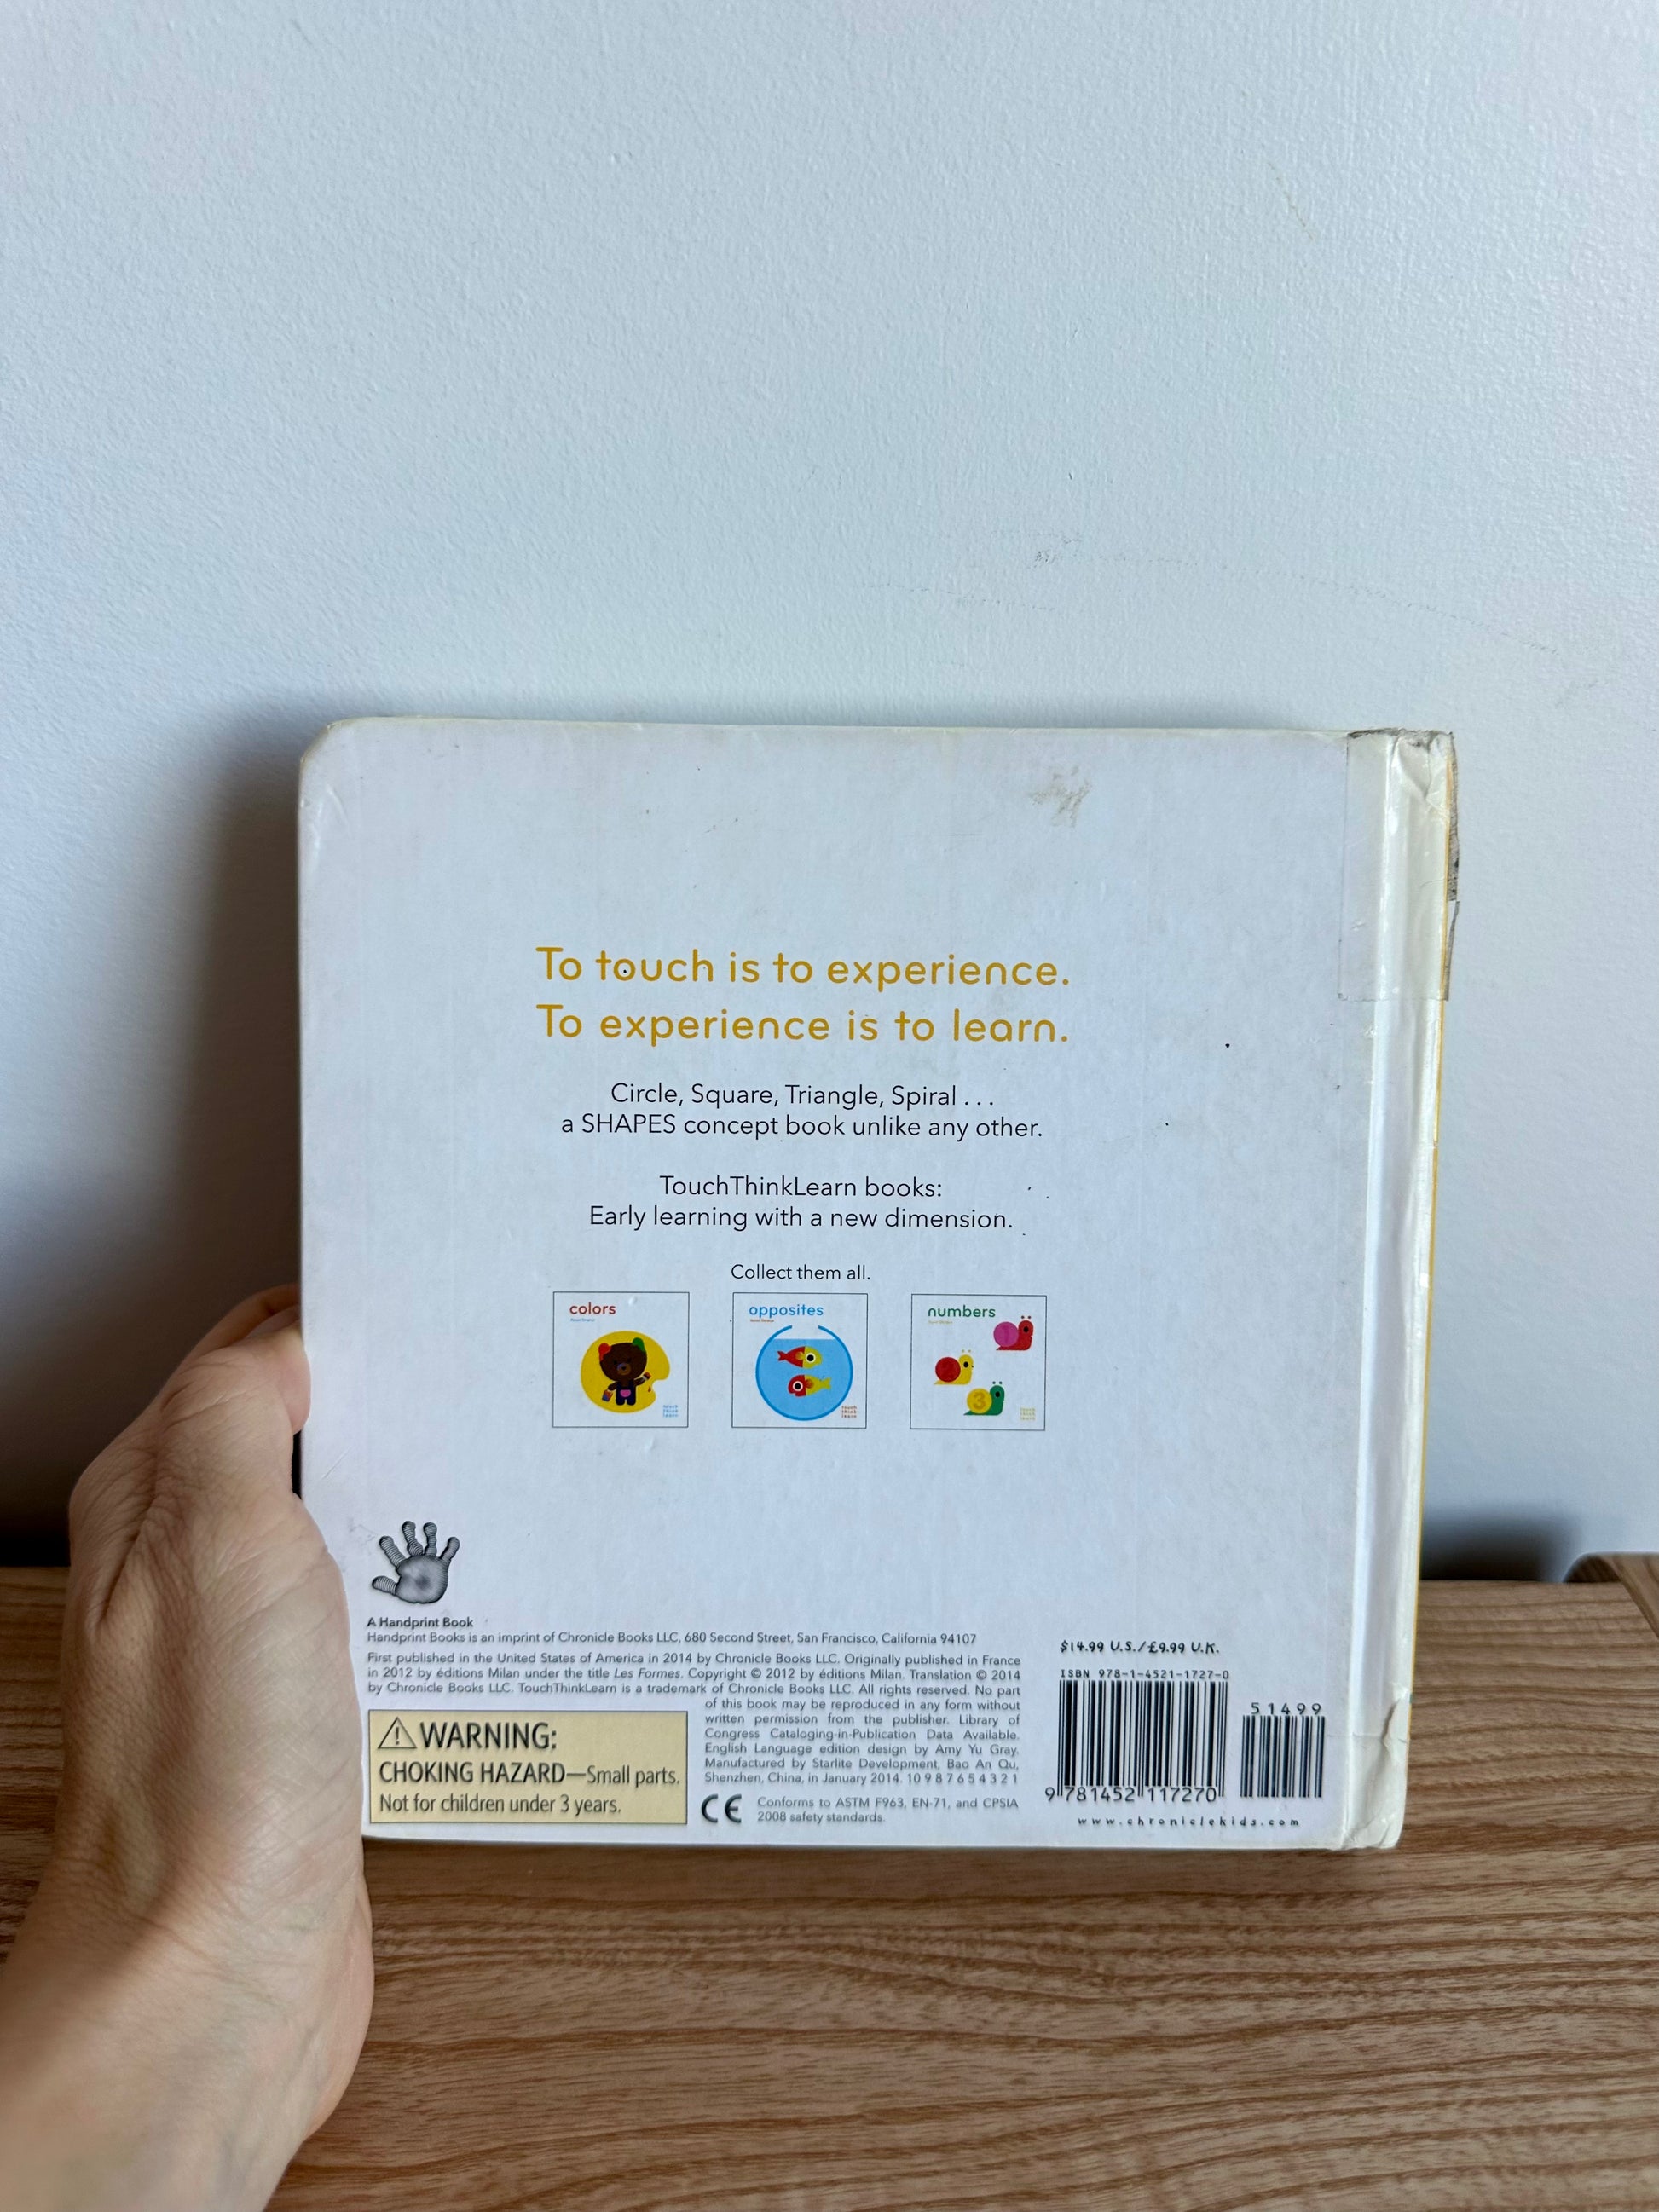 To touch is to experience.
To experience is to learn.
Circle, Square, Triangle, Spiral . . .
a SHAPES concept book unlike any other.
TouchThinkLearn books:
Early learning with a new dimension.
Collect them all.
colors
opposites
numbers
3
touch
think
learn
touch
think
learn
touch
think
learn
A Handprint Book
Handprint Books is an imprint of Chronicle Books LLC, 680 Second Street, San Francisco, California 94107
First published in the United States of America in 2014 by Chronicle Books LLC. Originally published in France
in 2012 by éditions Milan under the title Les Formes. Copyright © 2012 by éditions Milan. Translation © 2014
by Chronicle Books LLC. TouchThinkLearn is a trademark of Chronicle Books LLC. All rights reserved. No part
of this book may be reproduced in any form without
written permission from the publisher. Library of
Congress Cataloging-in-Publication Data Available.
English Language edition design by Amy Yu Gray.
Manufactured by Starlite Development, Bao An Qu,
Shenzhen, China, in January 2014. 10 9 8 7 6 5 4 3 2 1
WARNING:
CHOKING HAZARD—Small parts.
Not for children under 3 years.
CE
Conforms to ASTM F963, EN-71, and CPSIA
2008 safety standards.
$14.99 U.S./£9.99 U.K.
ISBN 978-1-4521-1727-0
51499
9 781452 117270
www.chroniclekids.com